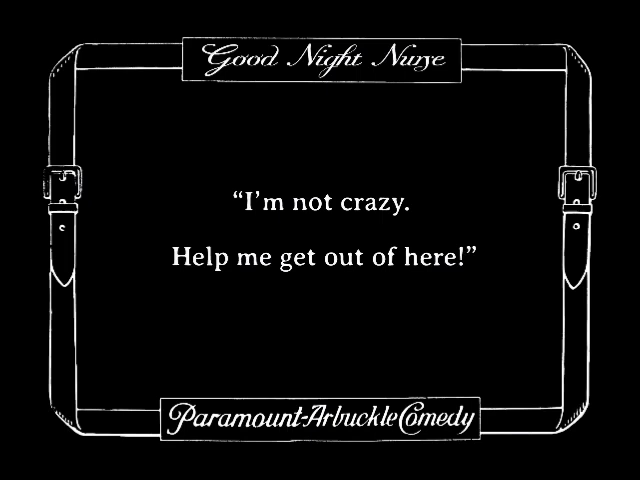 Good Night Nurse
“I’m not crazy.
Help me get out of here!”
Paramount-Arbuckle Comedy